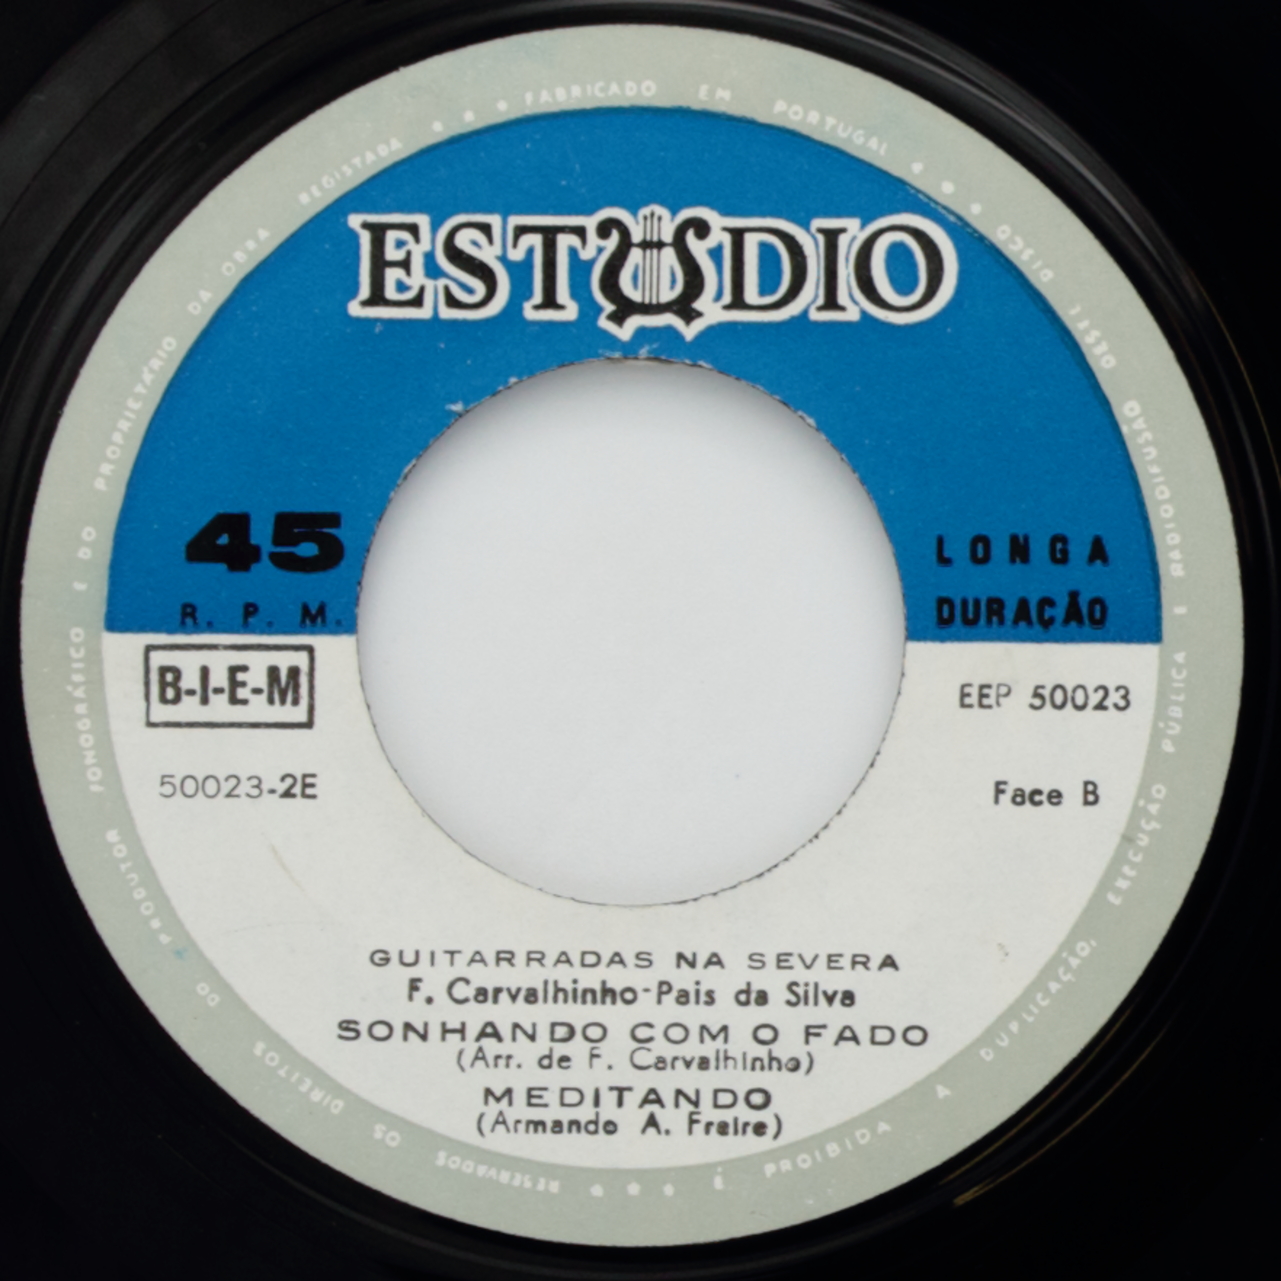 RESERVADOS OS DIREITOS DO PRODUTOR FONOGRÁFICO E DO PROPRIETÁRIO DA OBRA REGISTADA * * * FABRICADO EM PORTUGAL * * *
É PROIBIDA A DUPLICAÇÃO, EXECUÇÃO PÚBLICA E RADIODIFUSÃO DESTE DISCO
ESTUDIO
45
R. P. M.
LONGA
DURAÇÃO
B-I-E-M
EEP 50023
50023-2E
Face B
GUITARRADAS NA SEVERA
F. Carvalhinho-Pais da Silva
SONHANDO COM O FADO
(Arr. de F. Carvalhinho)
MEDITANDO
(Armando A. Freire)